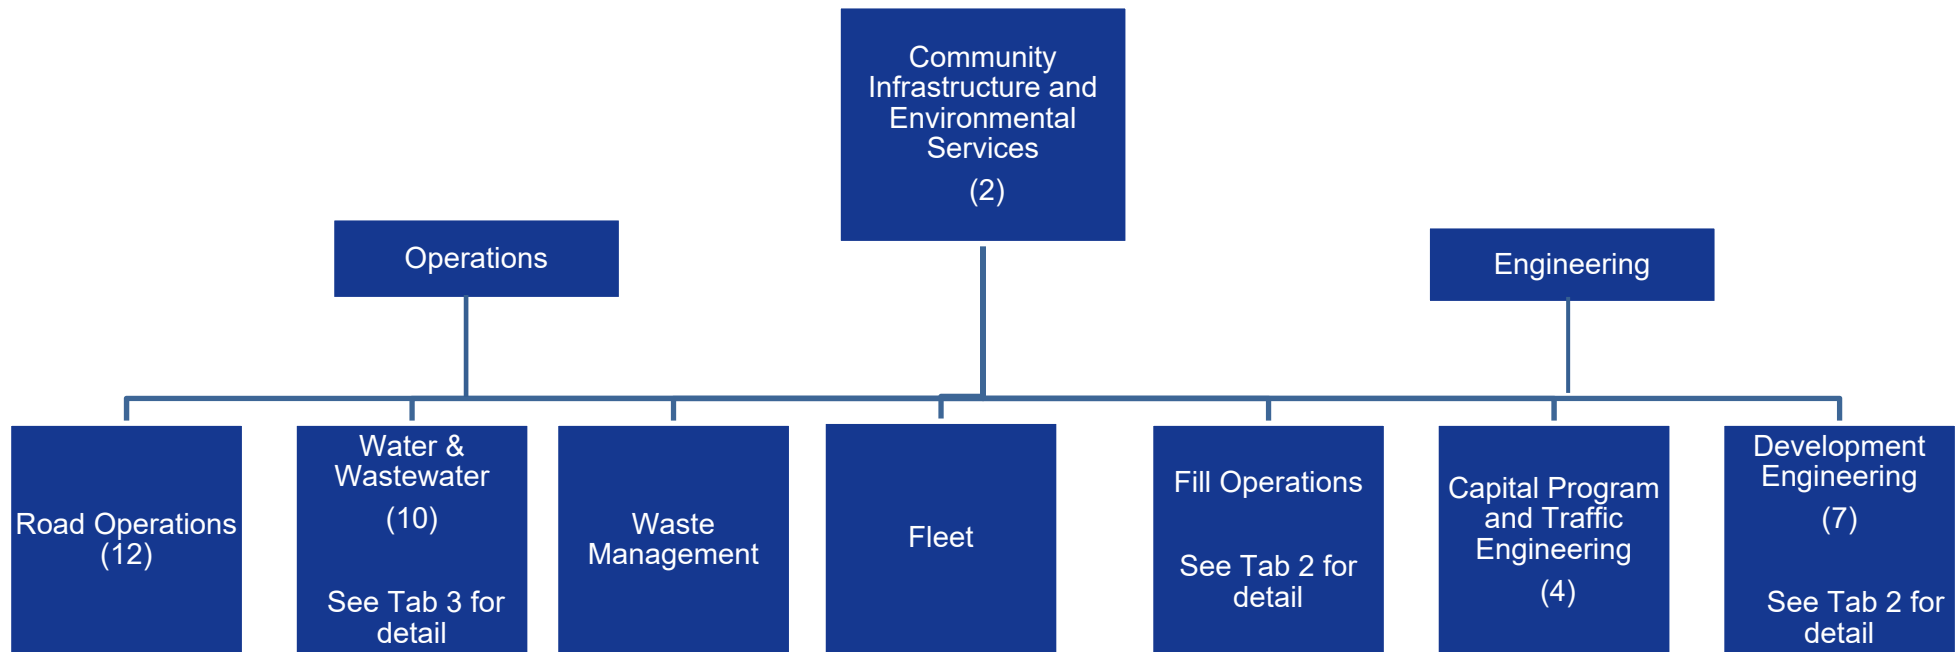 Community
Infrastructure and
Environmental
Services
(2)
Operations
Engineering
Road Operations
(12)
Water &
Wastewater
(10)
See Tab 3 for
detail
Waste
Management
Fleet
Fill Operations
See Tab 2 for
detail
Capital Program
and Traffic
Engineering
(4)
Development
Engineering
(7)
See Tab 2 for
detail